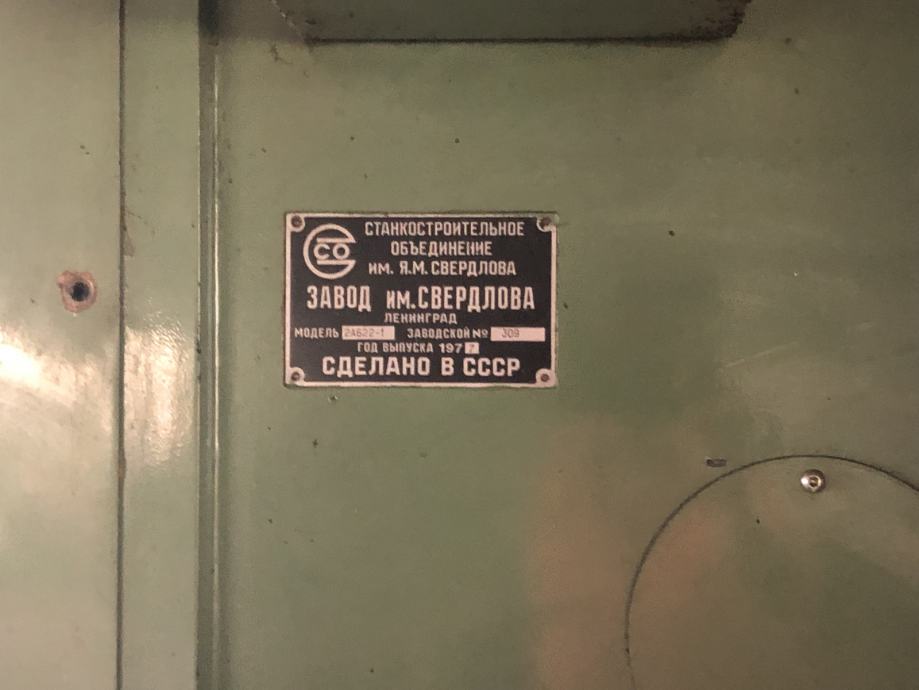 СО
СТАНКОСТРОИТЕЛЬНОЕ
ОБЪЕДИНЕНИЕ
ИМ. Я.М. СВЕРДЛОВА
ЗАВОД ИМ. СВЕРДЛОВА
ЛЕНИНГРАД
МОДЕЛЬ 2А622-1 ЗАВОДСКОЙ № 309
ГОД ВЫПУСКА 197 7
СДЕЛАНО В СССР